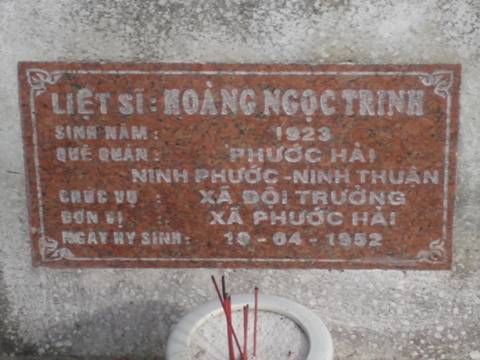 LIỆT SĨ : HOÀNG NGỌC TRINH
SINH NĂM : 1923
QUÊ QUÁN : PHƯỚC HẢI
NINH PHƯỚC - NINH THUẬN
CHỨC VỤ : XÃ ĐỘI TRƯỞNG
ĐƠN VỊ : XÃ PHƯỚC HẢI
NGÀY HY SINH : 19 - 04 - 1952